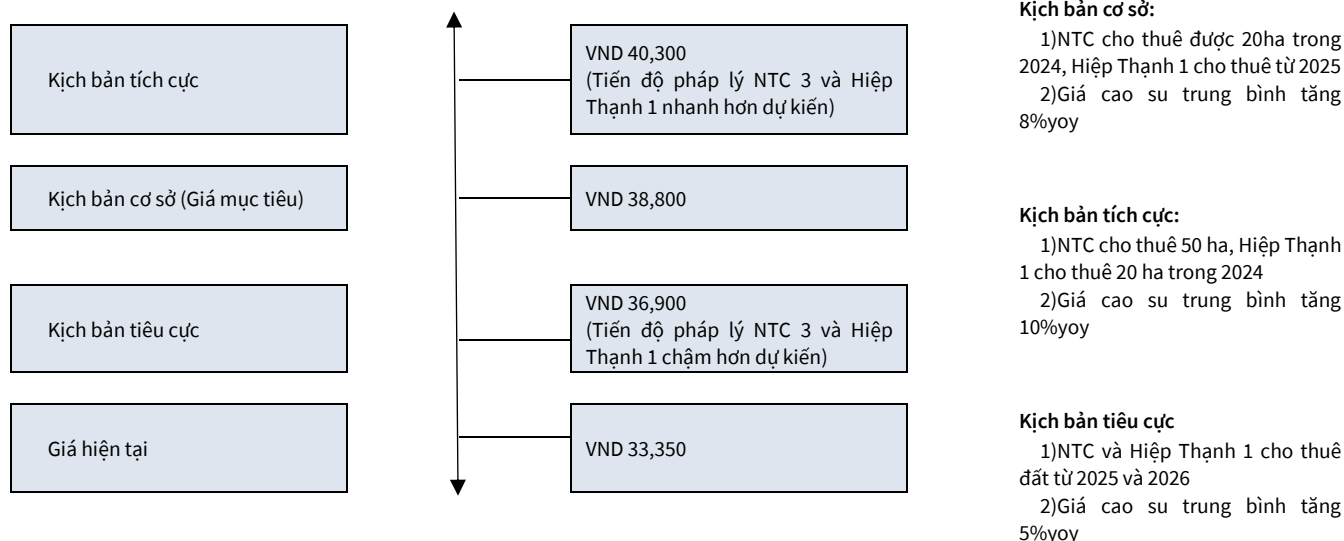 Kịch bản tích cực
VND 40,300
(Tiến độ pháp lý NTC 3 và Hiệp
Thạnh 1 nhanh hơn dự kiến)
Kịch bản cơ sở (Giá mục tiêu)
VND 38,800
Kịch bản tiêu cực
VND 36,900
(Tiến độ pháp lý NTC 3 và Hiệp
Thạnh 1 chậm hơn dự kiến)
Giá hiện tại
VND 33,350
Kịch bản cơ sở:
1)NTC cho thuê được 20ha trong
2024, Hiệp Thạnh 1 cho thuê từ 2025
2)Giá cao su trung bình tăng
8%yoy
Kịch bản tích cực:
1)NTC cho thuê 50 ha, Hiệp Thạnh
1 cho thuê 20 ha trong 2024
2)Giá cao su trung bình tăng
10%yoy
Kịch bản tiêu cực
1)NTC và Hiệp Thạnh 1 cho thuê
đất từ 2025 và 2026
2)Giá cao su trung bình tăng
5%yoy